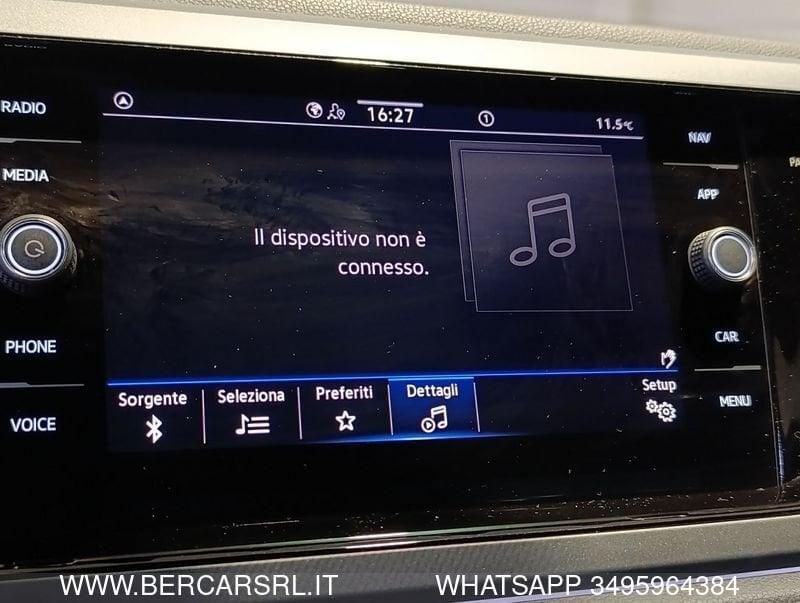 RADIO
MEDIA
PHONE
VOICE
16:27
1
11.5°C
Il dispositivo non è
connesso.
Sorgente
Seleziona
Preferiti
Dettagli
Setup
NAV
APP
CAR
MENU
WWW.BERCARSRL.IT
WHATSAPP 3495964384